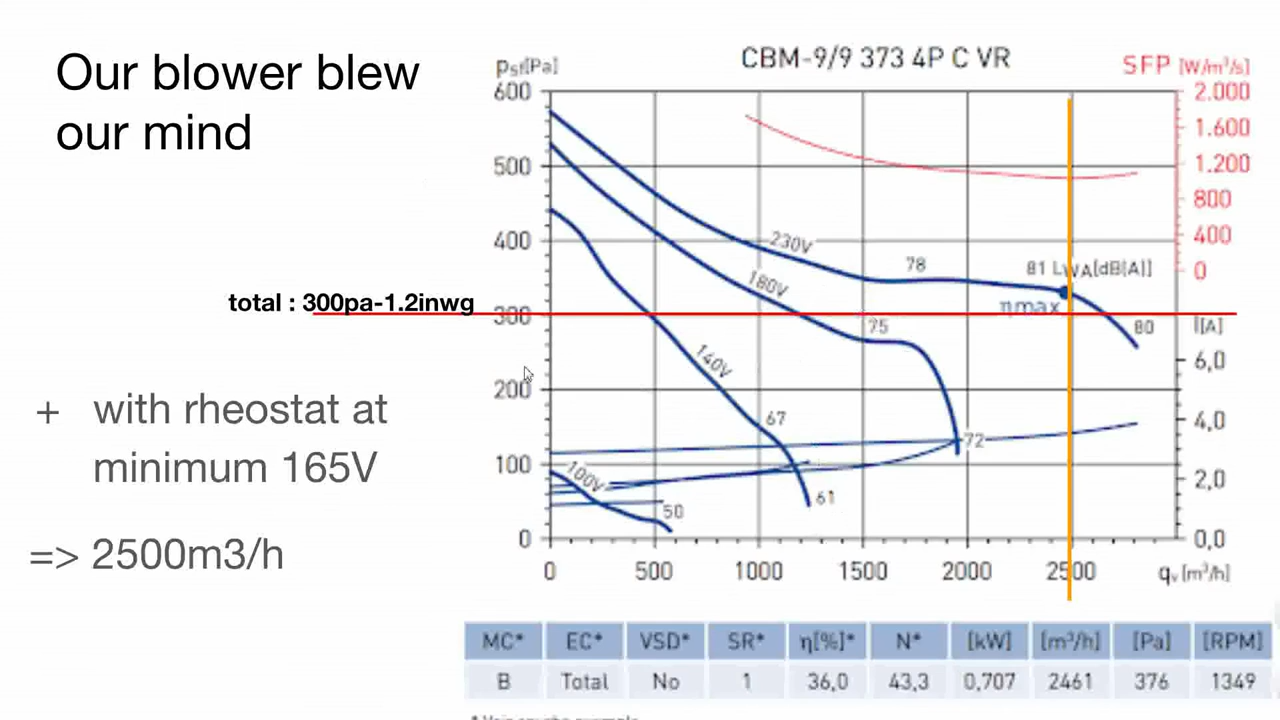 Our blower blew
our mind
total : 300pa-1.2inwg
+ with rheostat at
minimum 165V
=> 2500m3/h
CBM-9/9 373 4P C VR
psf[Pa]
SFP [W/m³/s]
600
500
400
300
200
100
0
2.000
1.600
1.200
800
400
0
I[A]
6,0
4,0
2,0
0,0
230V
78
81 LWA[dB(A)]
ηmax
80
180V
75
72
140V
67
61
100V
50
0 500 1000 1500 2000 2500 qv [m³/h]
MC* EC* VSD* SR* η[%]* N* [kW] [m³/h] [Pa] [RPM]
B Total No 1 36,0 43,3 0,707 2461 376 1349